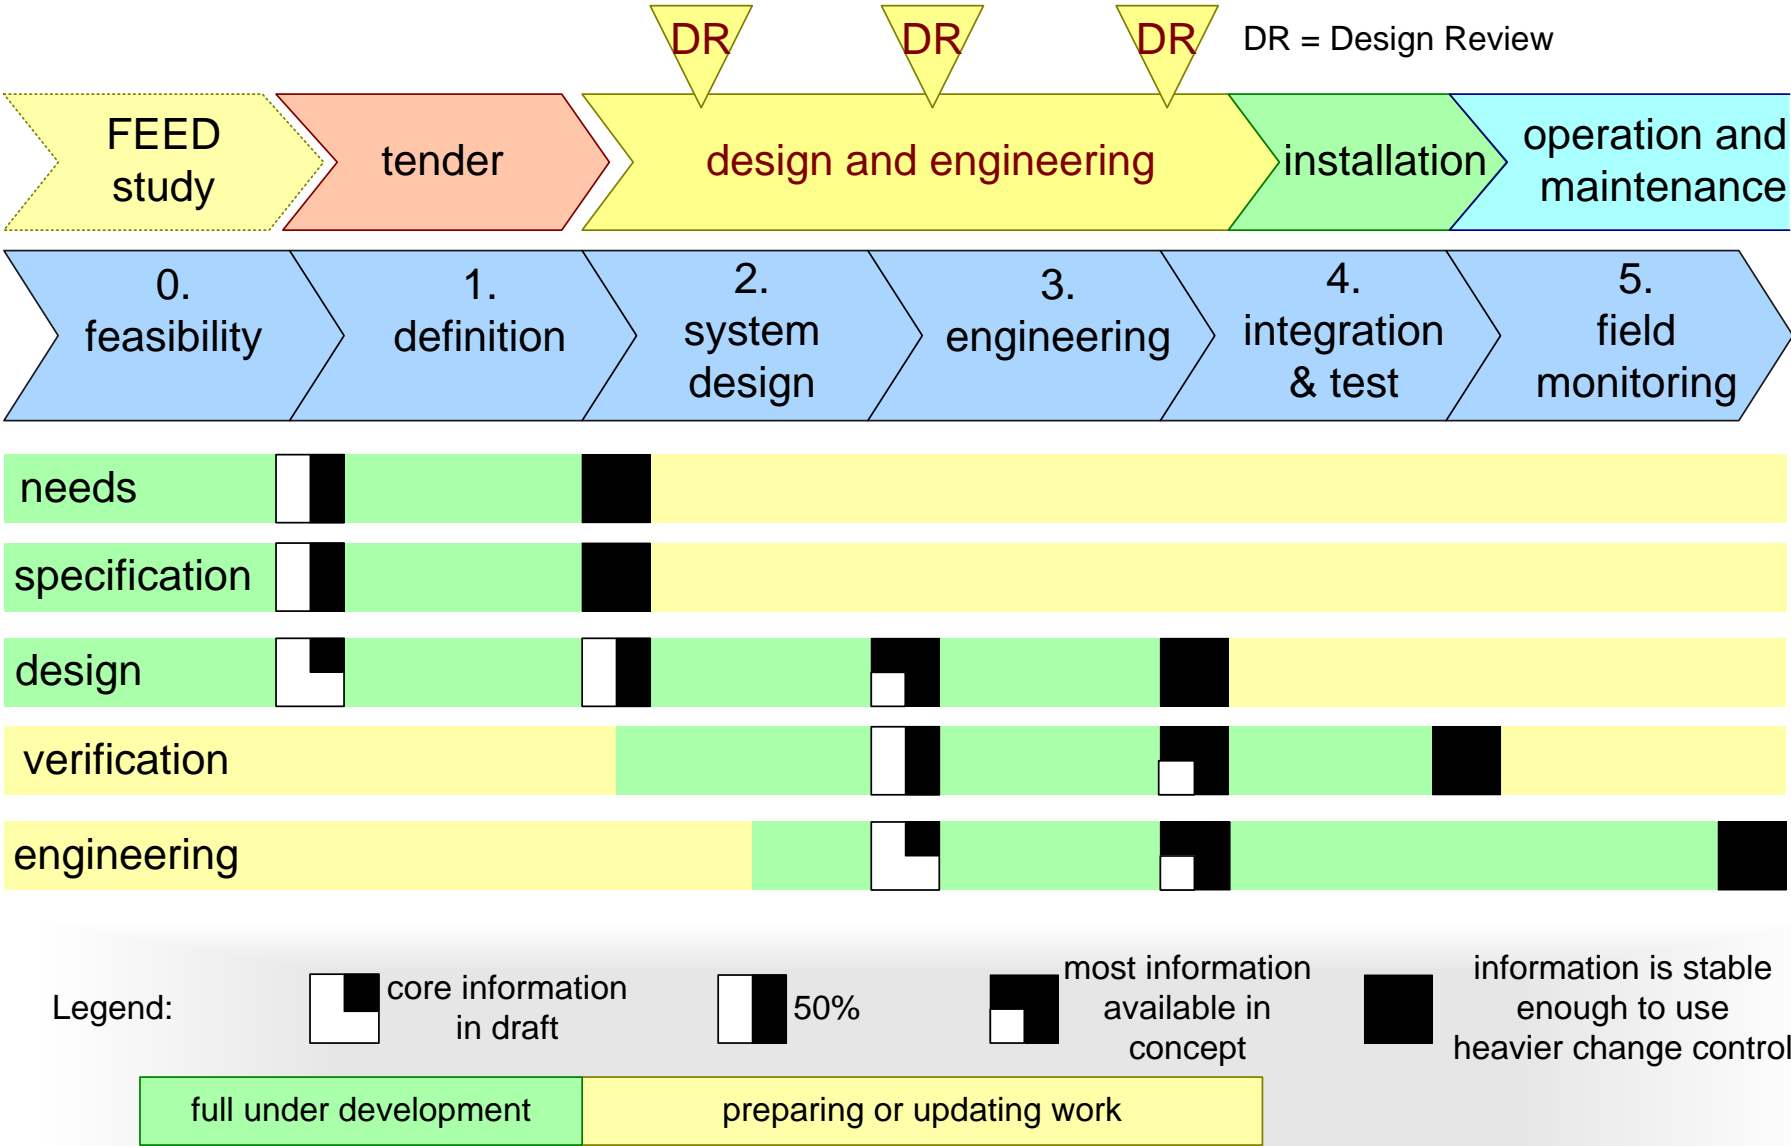 DR
DR
DR
DR = Design Review
FEED
study
tender
design and engineering
installation
operation and
maintenance
0.
feasibility
1.
definition
2.
system
design
3.
engineering
4.
integration
& test
5.
field
monitoring
needs
specification
design
verification
engineering
Legend:
core information
in draft
50%
most information
available in
concept
information is stable
enough to use
heavier change control
full under development
preparing or updating work